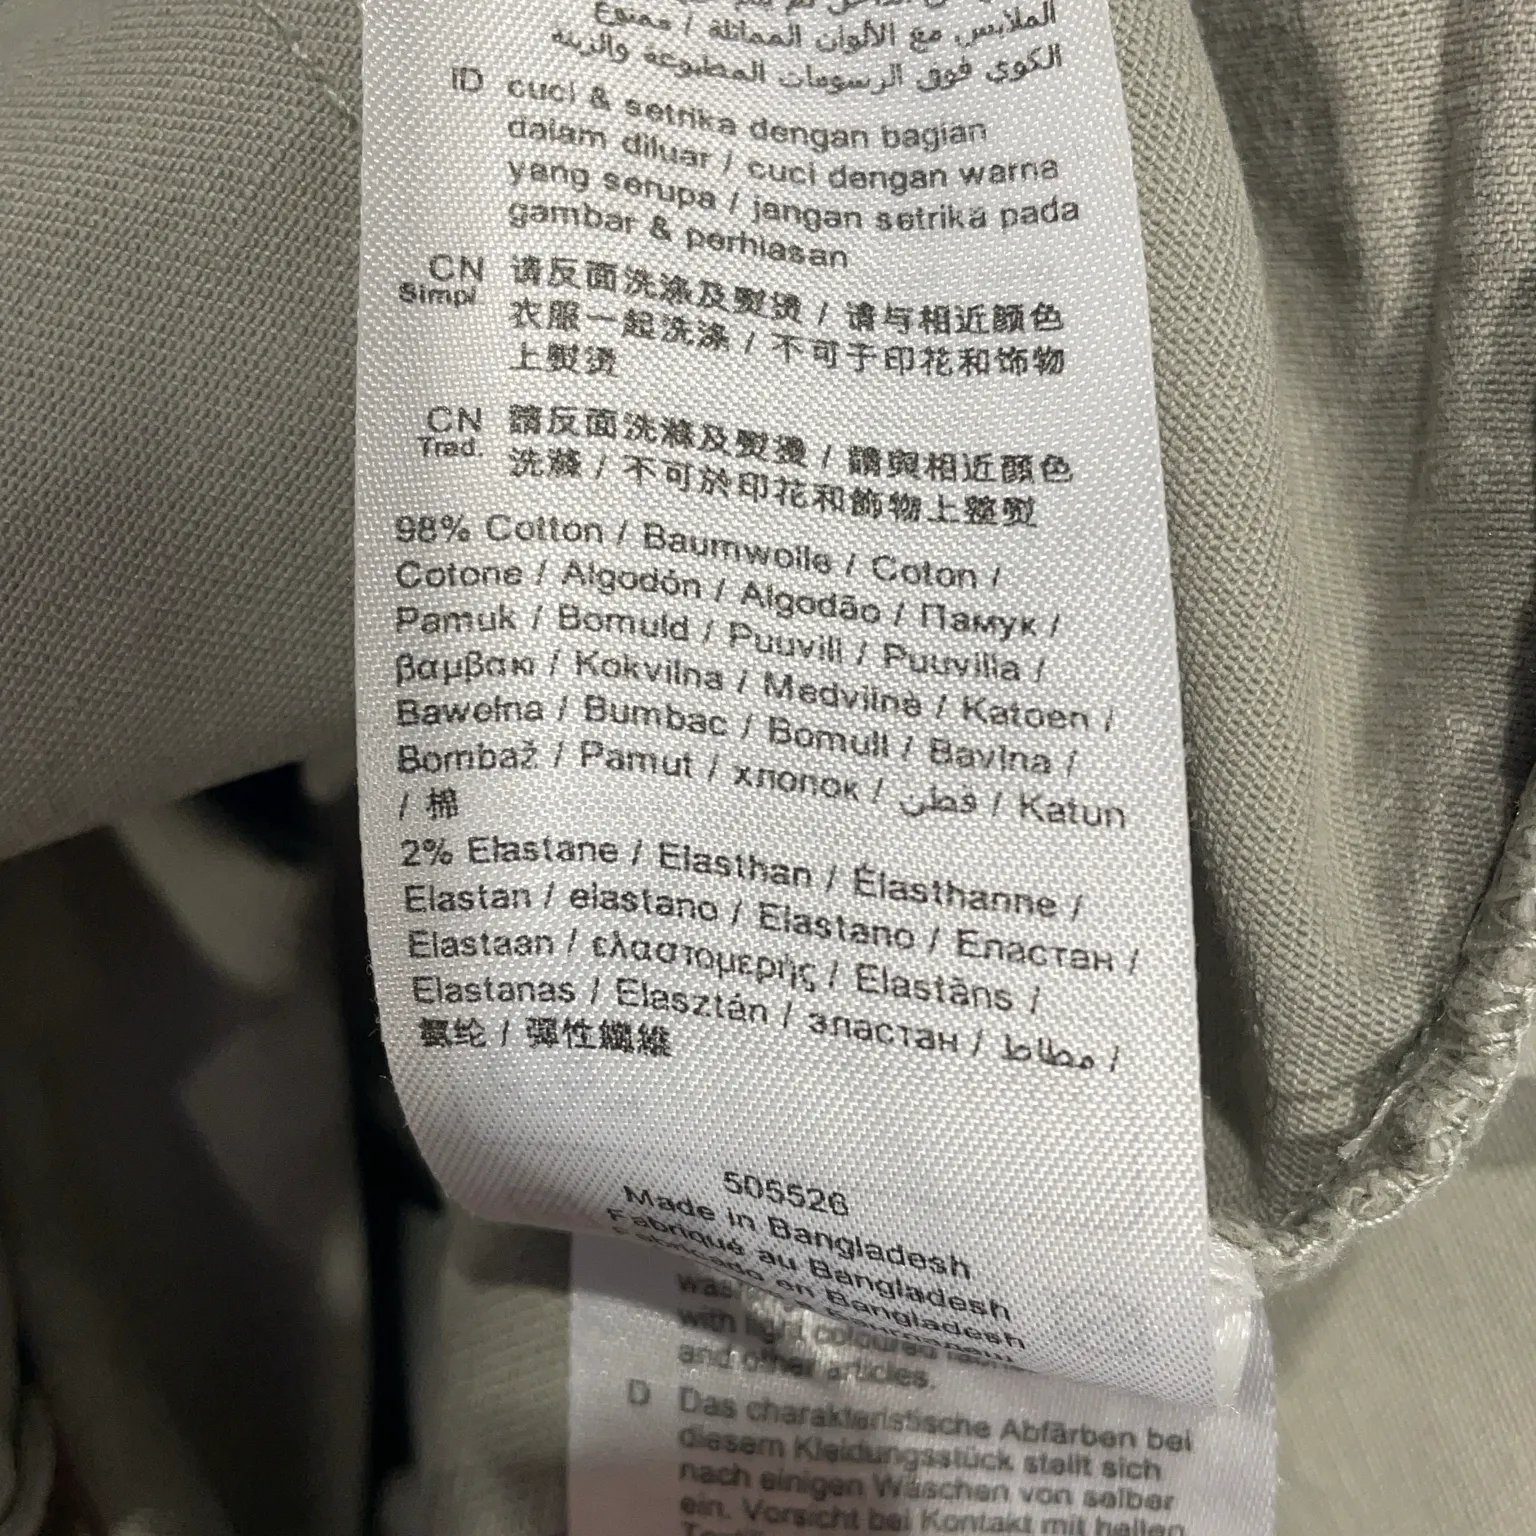 الملابس مع الألوان المماثلة / ممنوع
الكوي فوق الرسومات المطبوعة والزينة
ID cuci & setrika dengan bagian
dalam diluar / cuci dengan warna
yang serupa / jangan setrika pada
gambar & perhiasan
CN Simpl 请反面洗涤及熨烫 / 请与相近颜色
衣服一起洗涤 / 不可于印花和饰物
上熨烫
CN Trad. 請反面洗滌及熨燙 / 請與相近顏色
洗滌 / 不可於印花和飾物上整熨
98% Cotton / Baumwolle / Coton /
Cotone / Algodón / Algodão / Памук /
Pamuk / Bomuld / Puuvill / Puuvilla /
βαμβακι / Kokvilna / Medvilnė / Katoen /
Bawełna / Bumbac / Bomull / Bavlna /
Bombaž / Pamut / хлопок / قطن / Katun
/ 棉
2% Elastane / Elasthan / Élasthanne /
Elastan / elastano / Elastano / Еластан /
Elastaan / ελαστομερής / Elastāns /
Elastanas / Elasztán / эластан / مطاط /
氨纶 / 彈性纖維
505526
Made in Bangladesh
Fabriqué au Bangladesh
Fabricado en Bangladesh
with light coloured
and other articles.
D Das charakteristische Abfärben bei
diesem Kleidungsstück stellt sich
nach einigen Wäschen von selber
ein. Vorsicht bei Kontakt mit hellen